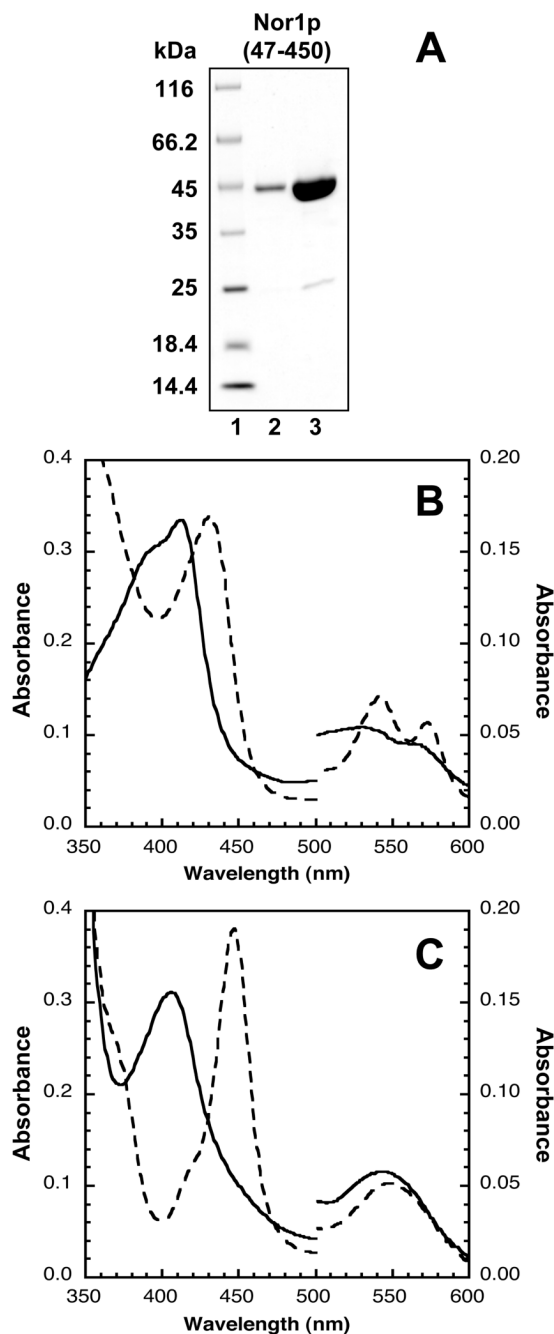 Nor1p
kDa (47-450) A
116
66.2
45
35
25
18.4
14.4
1 2 3
0.4 0.20
B
0.3 0.15
Absorbance Absorbance
0.2 0.10
0.1 0.05
0.0 0.00
350 400 450 500 550 600
Wavelength (nm)
0.4 0.20
C
0.3 0.15
Absorbance Absorbance
0.2 0.10
0.1 0.05
0.0 0.00
350 400 450 500 550 600
Wavelength (nm)